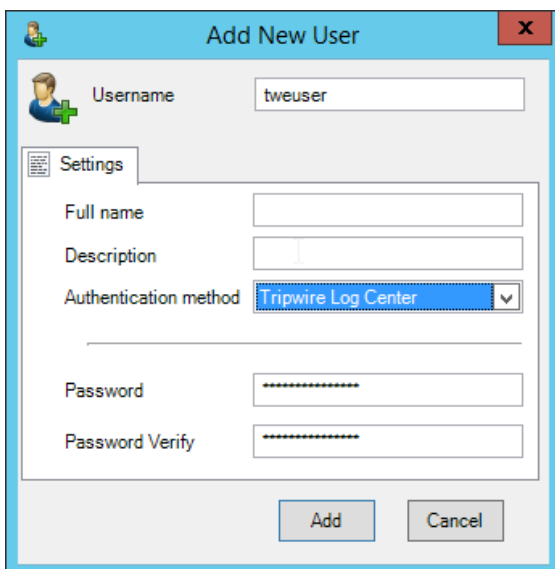 Add New User
x
Username tweuser
Settings
Full name
Description
Authentication method Tripwire Log Center
Password ***************
Password Verify ***************
Add Cancel